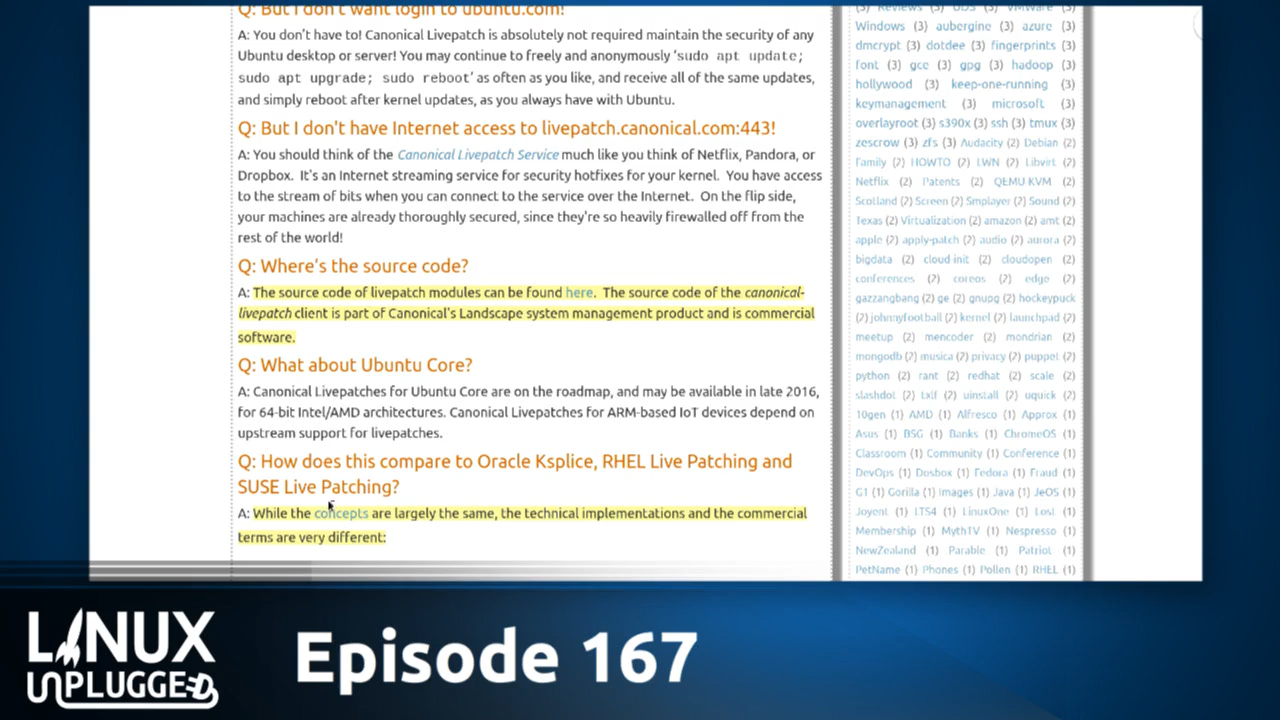 Q: But I don't want login to ubuntu.com!
A: You don't have to! Canonical Livepatch is absolutely not required maintain the security of any
Ubuntu desktop or server! You may continue to freely and anonymously 'sudo apt update;
sudo apt upgrade; sudo reboot' as often as you like, and receive all of the same updates,
and simply reboot after kernel updates, as you always have with Ubuntu.
Q: But I don't have Internet access to livepatch.canonical.com:443!
A: You should think of the Canonical Livepatch Service much like you think of Netflix, Pandora, or
Dropbox. It's an Internet streaming service for security hotfixes for your kernel. You have access
to the stream of bits when you can connect to the service over the Internet. On the flip side,
your machines are already thoroughly secured, since they're so heavily firewalled off from the
rest of the world!
Q: Where's the source code?
A: The source code of livepatch modules can be found here. The source code of the canonical-
livepatch client is part of Canonical's Landscape system management product and is commercial
software.
Q: What about Ubuntu Core?
A: Canonical Livepatches for Ubuntu Core are on the roadmap, and may be available in late 2016,
for 64-bit Intel/AMD architectures. Canonical Livepatches for ARM-based IoT devices depend on
upstream support for livepatches.
Q: How does this compare to Oracle Ksplice, RHEL Live Patching and
SUSE Live Patching?
A: While the concepts are largely the same, the technical implementations and the commercial
terms are very different:
(3) Reviews (3) UDS (3) VMWare (3)
Windows (3) aubergine (3) azure (3)
dmcrypt (3) dotdee (3) fingerprints (3)
font (3) gce (3) gpg (3) hadoop (3)
hollywood (3) keep-one-running (3)
keymanagement (3) microsoft (3)
overlayroot (3) s390x (3) ssh (3) tmux (3)
zescrow (3) zfs (3) Audacity (2) Debian (2)
Family (2) HOWTO (2) LWN (2) Libvirt (2)
Netflix (2) Patents (2) QEMU KVM (2)
Scotland (2) Screen (2) Smplayer (2) Sound (2)
Texas (2) Virtualization (2) amazon (2) amt (2)
apple (2) apply-patch (2) audio (2) aurora (2)
bigdata (2) cloud-init (2) cloudopen (2)
conferences (2) coreos (2) edge (2)
gazzangbang (2) ge (2) gnupg (2) hockeypuck
(2) johnnyfootball (2) kernel (2) launchpad (2)
meetup (2) mencoder (2) mondrian (2)
mongodb (2) musica (2) privacy (2) puppet (2)
python (2) rant (2) redhat (2) scale (2)
slashdot (2) txlf (2) uinstall (2) uquick (2)
10gen (1) AMD (1) Alfresco (1) Approx (1)
Asus (1) BSG (1) Banks (1) ChromeOS (1)
Classroom (1) Community (1) Conference (1)
DevOps (1) Dosbox (1) Fedora (1) Fraud (1)
G1 (1) Gorilla (1) Images (1) Java (1) JeOS (1)
Joyent (1) LTS4 (1) LinuxOne (1) Lost (1)
Membership (1) MythTV (1) Nespresso (1)
NewZealand (1) Parable (1) Patriot (1)
PetName (1) Phones (1) Pollen (1) RHEL (1)
LINUX
UNPLUGGED
Episode 167